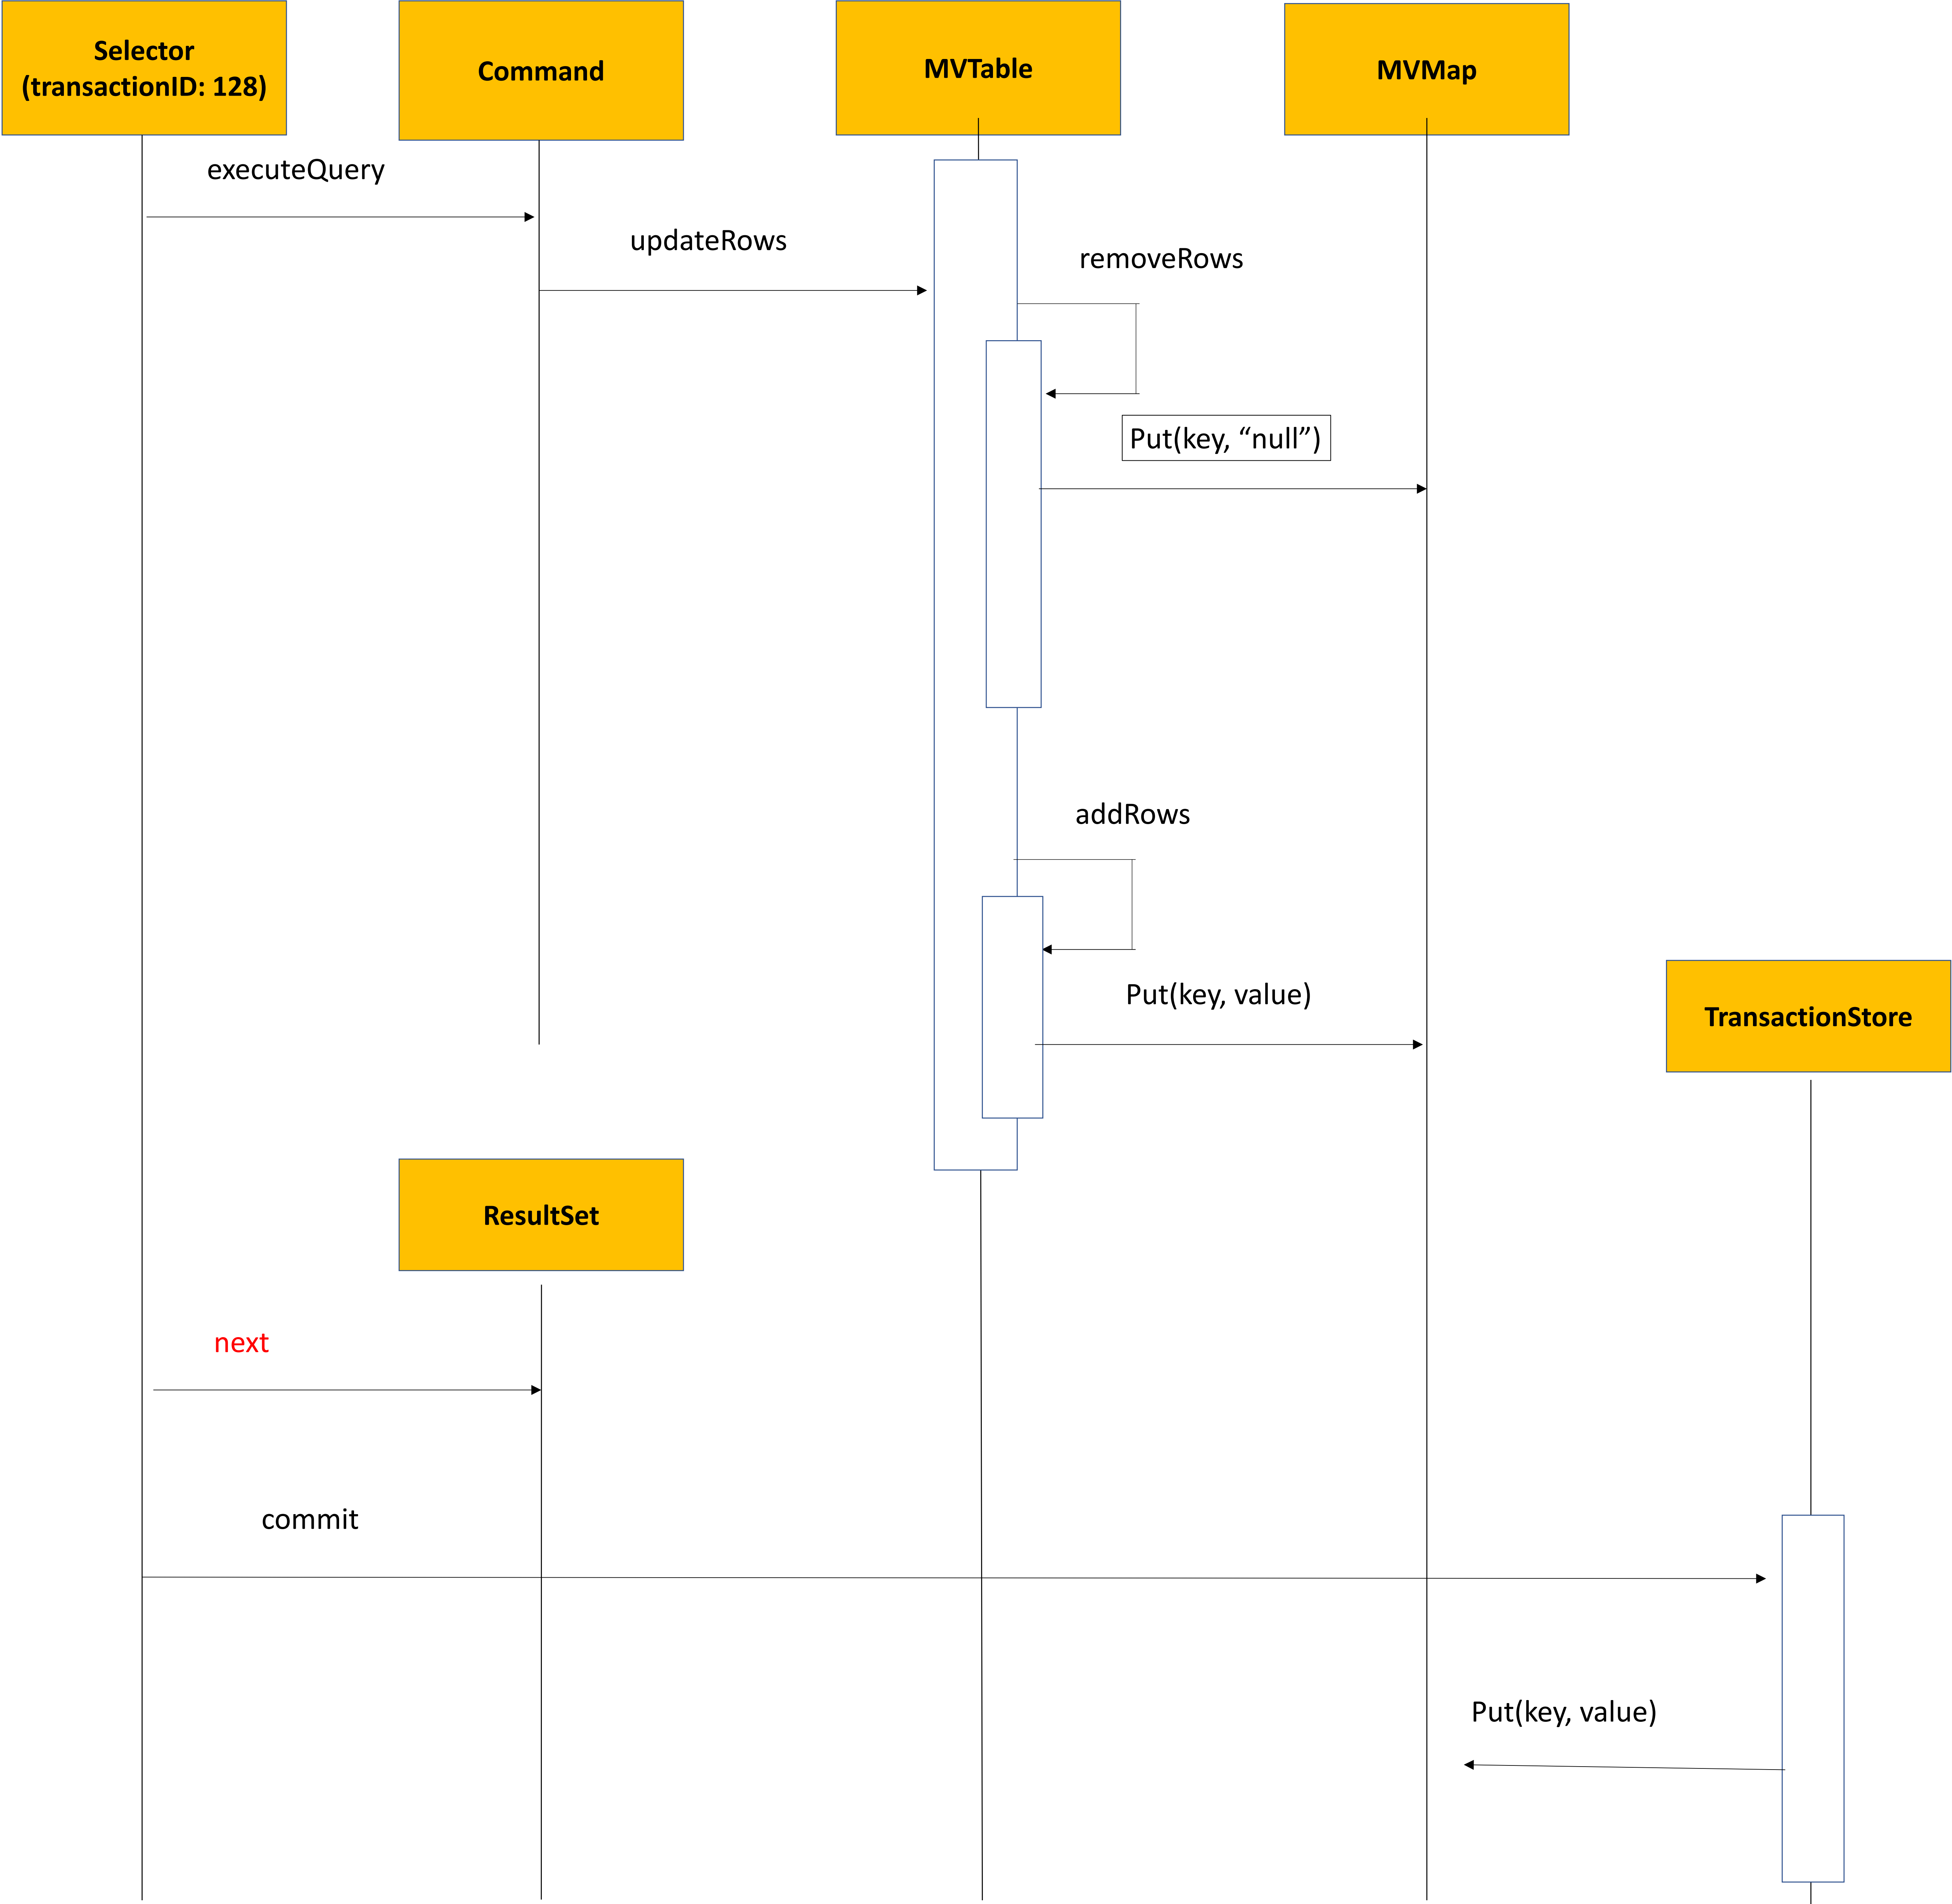 Selector
(transactionID: 128)
Command
MVTable
MVMap
executeQuery
updateRows
removeRows
Put(key, “null”)
addRows
Put(key, value)
TransactionStore
ResultSet
next
commit
Put(key, value)